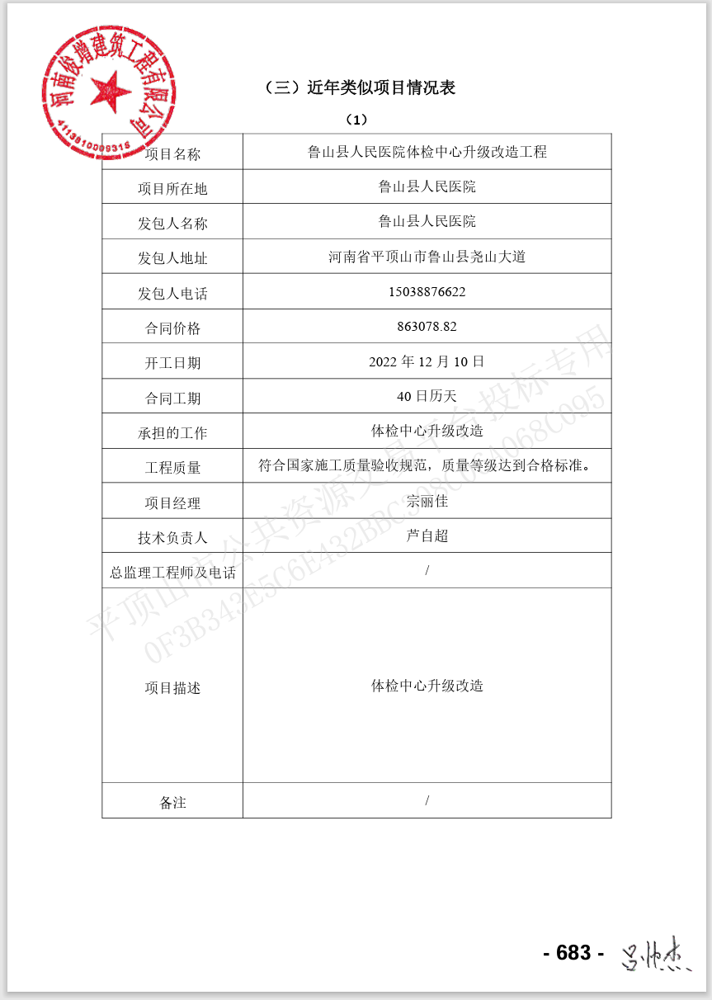 河南俊增建筑工程有限公司
4113810009315
（三）近年类似项目情况表
（1）
项目名称 鲁山县人民医院体检中心升级改造工程
项目所在地 鲁山县人民医院
发包人名称 鲁山县人民医院
发包人地址 河南省平顶山市鲁山县尧山大道
发包人电话 15038876622
合同价格 863078.82
开工日期 2022 年 12 月 10 日
合同工期 40 日历天
承担的工作 体检中心升级改造
工程质量 符合国家施工质量验收规范，质量等级达到合格标准。
项目经理 宗丽佳
技术负责人 芦自超
总监理工程师及电话 /
项目描述 体检中心升级改造
备注 /
平顶山市公共资源交易平台投标专用
- 683 -
吕帅杰